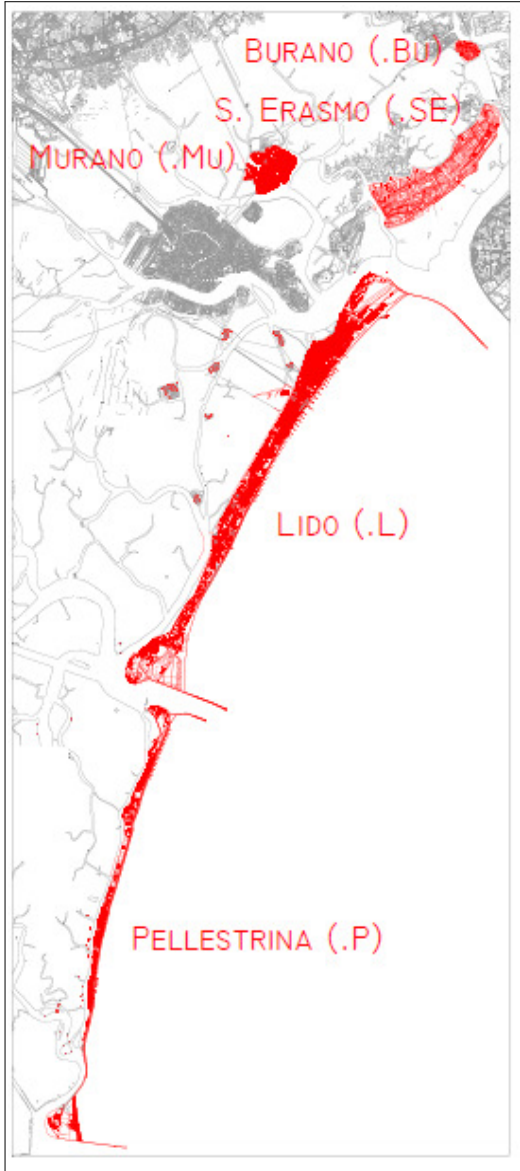 BURANO (.BU)
S. ERASMO (.SE)
MURANO (.MU)
LIDO (.L)
PELLESTRINA (.P)